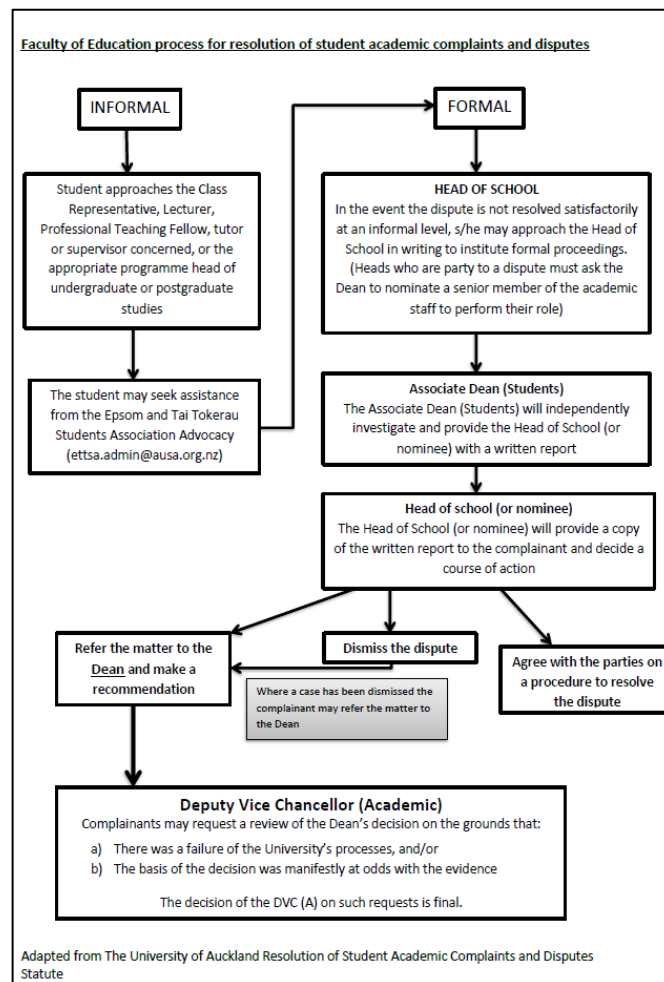 Faculty of Education process for resolution of student academic complaints and disputes
INFORMAL
Student approaches the Class
Representative, Lecturer,
Professional Teaching Fellow, tutor
or supervisor concerned, or the
appropriate programme head of
undergraduate or postgraduate
studies
The student may seek assistance
from the Epsom and Tai Tokerau
Students Association Advocacy
(ettsa.admin@ausa.org.nz)
FORMAL
HEAD OF SCHOOL
In the event the dispute is not resolved satisfactorily
at an informal level, s/he may approach the Head of
School in writing to institute formal proceedings.
(Heads who are party to a dispute must ask the
Dean to nominate a senior member of the academic
staff to perform their role)
Associate Dean (Students)
The Associate Dean (Students) will independently
investigate and provide the Head of School (or
nominee) with a written report
Head of school (or nominee)
The Head of School (or nominee) will provide a copy
of the written report to the complainant and decide a
course of action
Refer the matter to the
Dean and make a
recommendation
Dismiss the dispute
Where a case has been dismissed the
complainant may refer the matter to
the Dean
Agree with the parties on
a procedure to resolve
the dispute
Deputy Vice Chancellor (Academic)
Complainants may request a review of the Dean's decision on the grounds that:
a) There was a failure of the University's processes, and/or
b) The basis of the decision was manifestly at odds with the evidence
The decision of the DVC (A) on such requests is final.
Adapted from The University of Auckland Resolution of Student Academic Complaints and Disputes
Statute